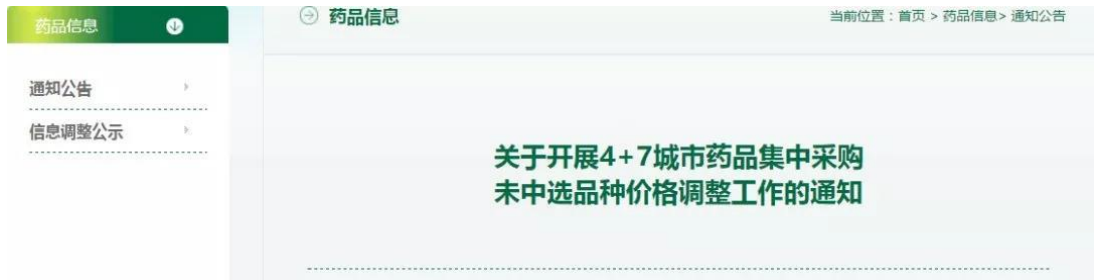 药品信息
通知公告
信息调整公示
药品信息
当前位置：首页 > 药品信息> 通知公告
关于开展4+7城市药品集中采购
未中选品种价格调整工作的通知